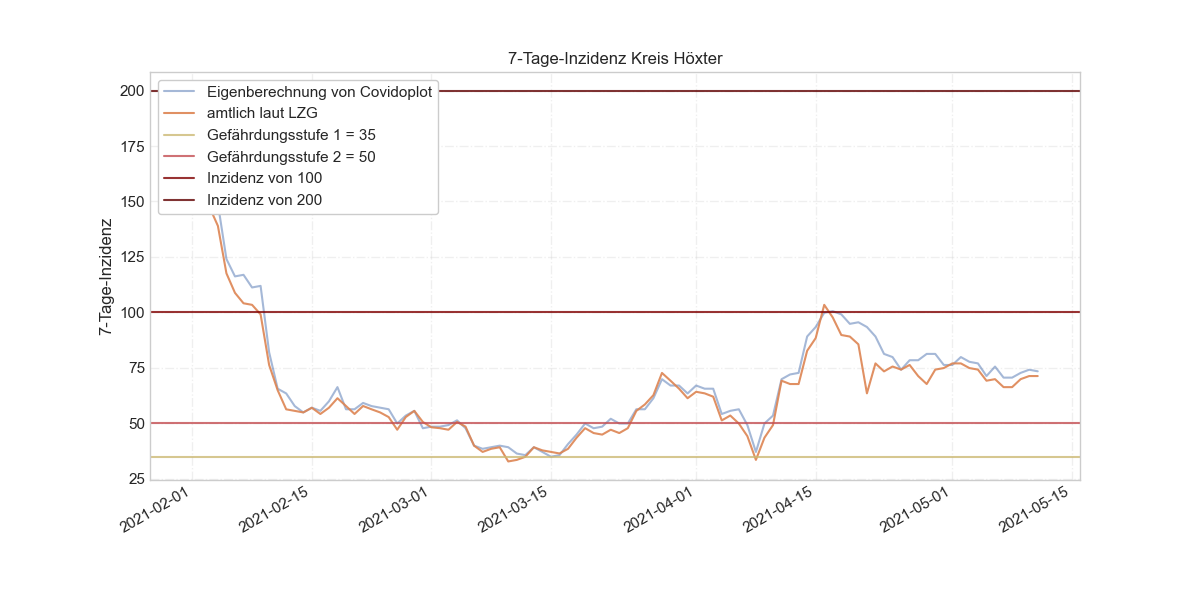 7-Tage-Inzidenz Kreis Höxter
Eigenberechnung von Covidoplot
amtlich laut LZG
Gefährdungsstufe 1 = 35
Gefährdungsstufe 2 = 50
Inzidenz von 100
Inzidenz von 200
7-Tage-Inzidenz
200
175
150
125
100
75
50
25
2021-02-01
2021-02-15
2021-03-01
2021-03-15
2021-04-01
2021-04-15
2021-05-01
2021-05-15